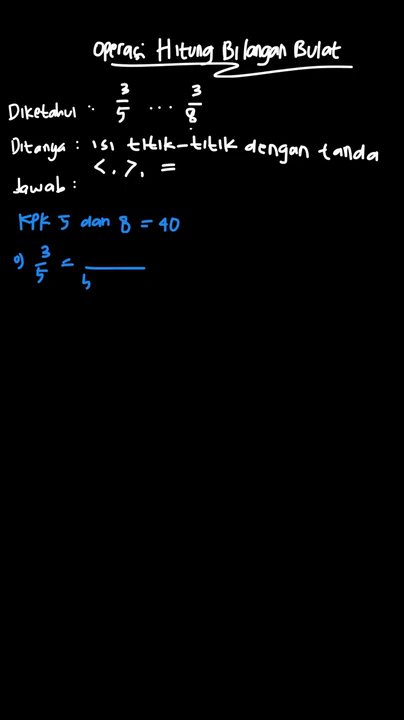 Operasi Hitung Bilangan Bulat
Diketahui : 3/5 ... 3/8
Ditanya : isi titik-titik dengan tanda
<, >, =
Jawab :
KPK 5 dan 8 = 40
•) 3/5 = /5